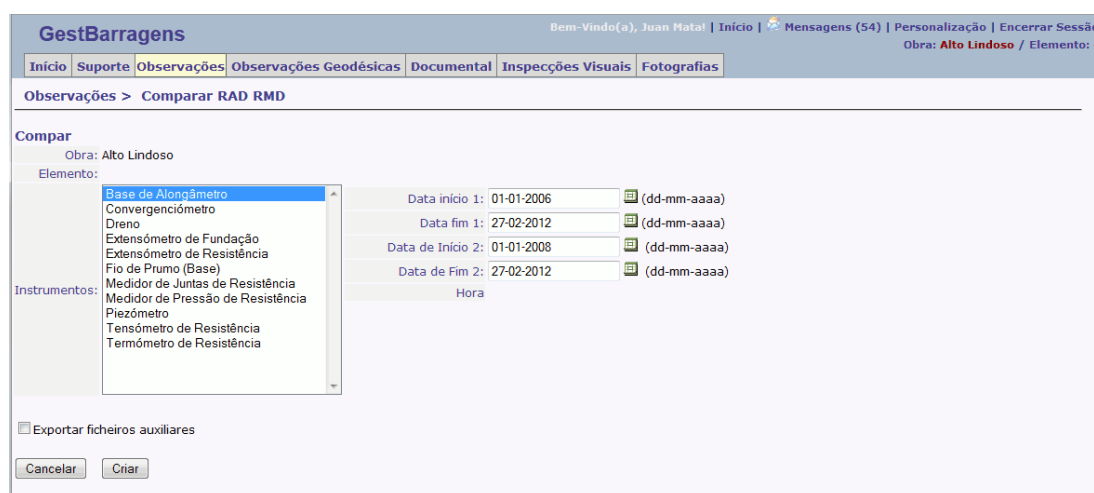 GestBarragens
Bem-Vindo(a), Juan Mata! | Início | Mensagens (54) | Personalização | Encerrar Sessã
Obra: Alto Lindoso / Elemento:
Início Suporte Observações Observações Geodésicas Documental Inspecções Visuais Fotografias
Observações > Comparar RAD RMD
Compar
Obra: Alto Lindoso
Elemento:
Instrumentos:
Base de Alongâmetro
Convergenciómetro
Dreno
Extensómetro de Fundação
Extensómetro de Resistência
Fio de Prumo (Base)
Medidor de Juntas de Resistência
Medidor de Pressão de Resistência
Piezómetro
Tensómetro de Resistência
Termómetro de Resistência
Data início 1: 01-01-2006 (dd-mm-aaaa)
Data fim 1: 27-02-2012 (dd-mm-aaaa)
Data de Início 2: 01-01-2008 (dd-mm-aaaa)
Data de Fim 2: 27-02-2012 (dd-mm-aaaa)
Hora
Exportar ficheiros auxiliares
Cancelar Criar